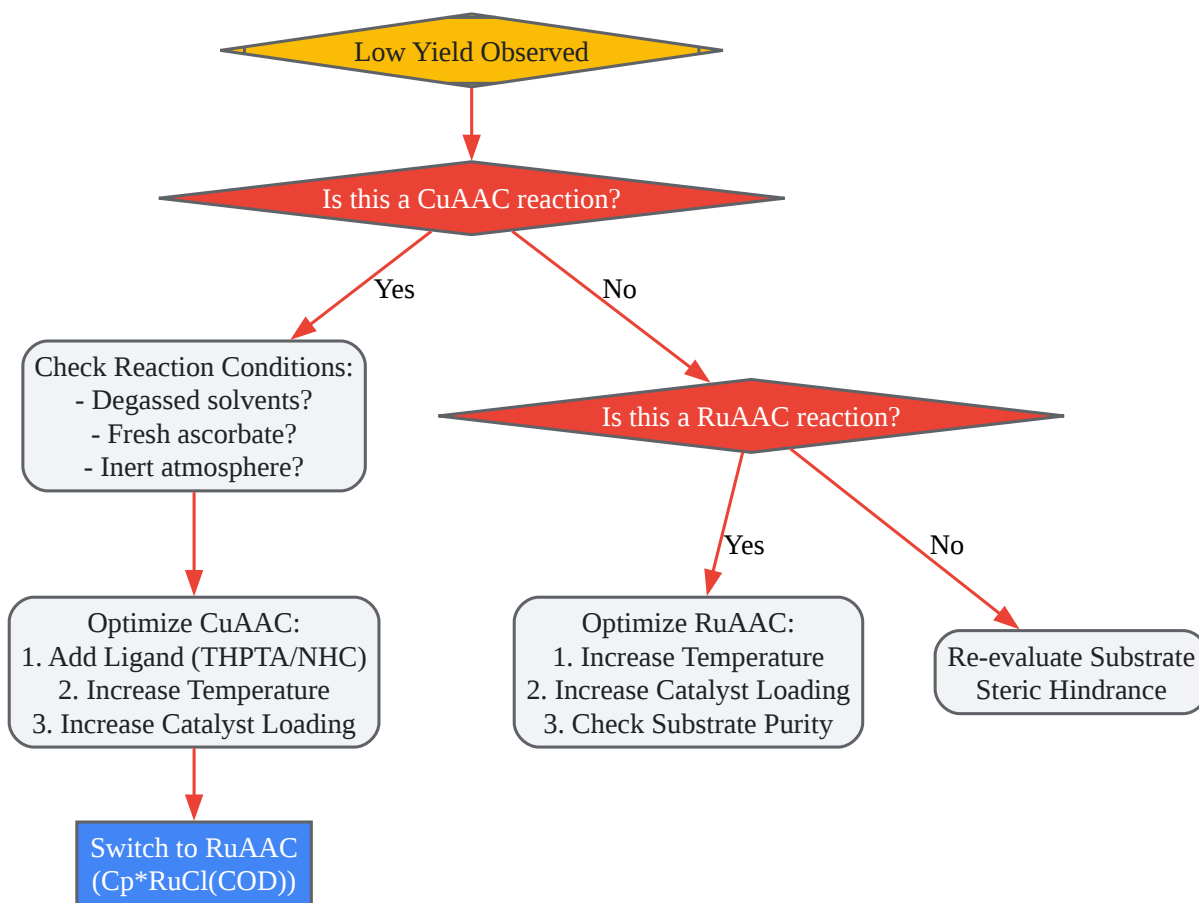 Low Yield Observed
Is this a CuAAC reaction?
Yes
No
Check Reaction Conditions:
- Degassed solvents?
- Fresh ascorbate?
- Inert atmosphere?
Is this a RuAAC reaction?
Yes
No
Optimize CuAAC:
1. Add Ligand (THPTA/NHC)
2. Increase Temperature
3. Increase Catalyst Loading
Optimize RuAAC:
1. Increase Temperature
2. Increase Catalyst Loading
3. Check Substrate Purity
Re-evaluate Substrate
Steric Hindrance
Switch to RuAAC
(Cp*RuCl(COD))